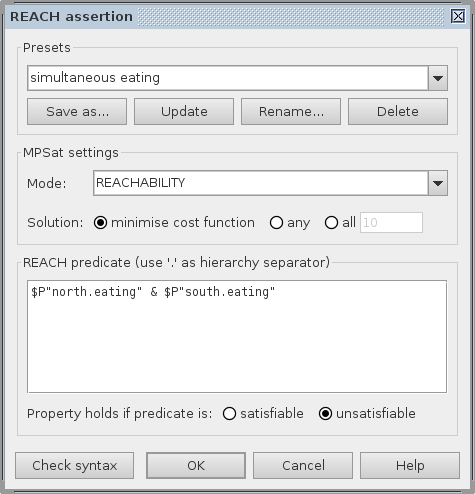 REACH assertion
Presets
simultaneous eating
Save as... Update Rename... Delete
MPSat settings
Mode: REACHABILITY
Solution: minimise cost function any all 10
REACH predicate (use '.' as hierarchy separator)
$P"north.eating" & $P"south.eating"
Property holds if predicate is: satisfiable unsatisfiable
Check syntax OK Cancel Help